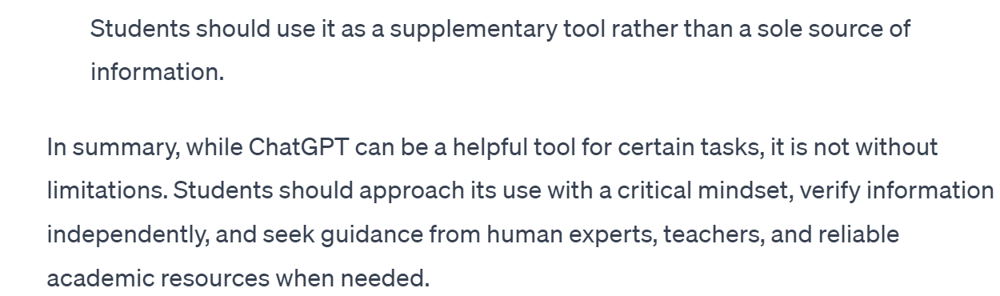 Students should use it as a supplementary tool rather than a sole source of
information.
In summary, while ChatGPT can be a helpful tool for certain tasks, it is not without
limitations. Students should approach its use with a critical mindset, verify information
independently, and seek guidance from human experts, teachers, and reliable
academic resources when needed.